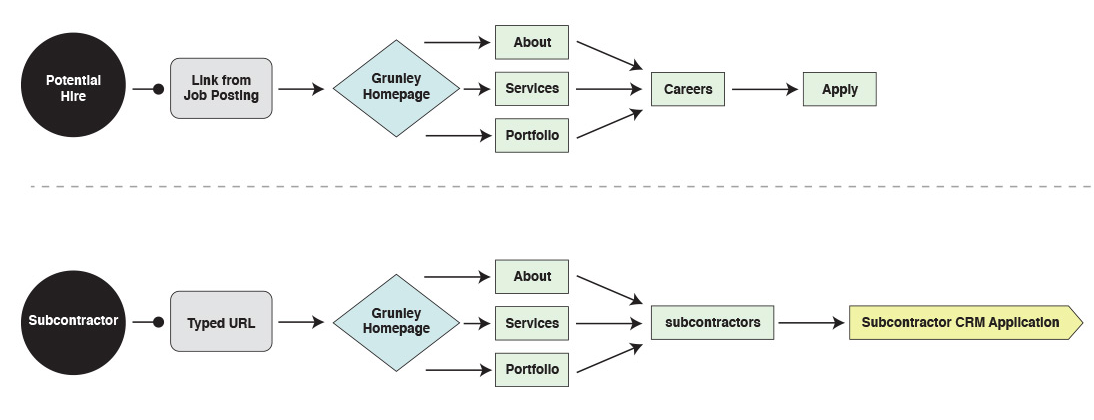 Potential
Hire
Link from
Job Posting
Grunley
Homepage
About
Services
Portfolio
Careers
Apply
Subcontractor
Typed URL
Grunley
Homepage
About
Services
Portfolio
subcontractors
Subcontractor CRM Application